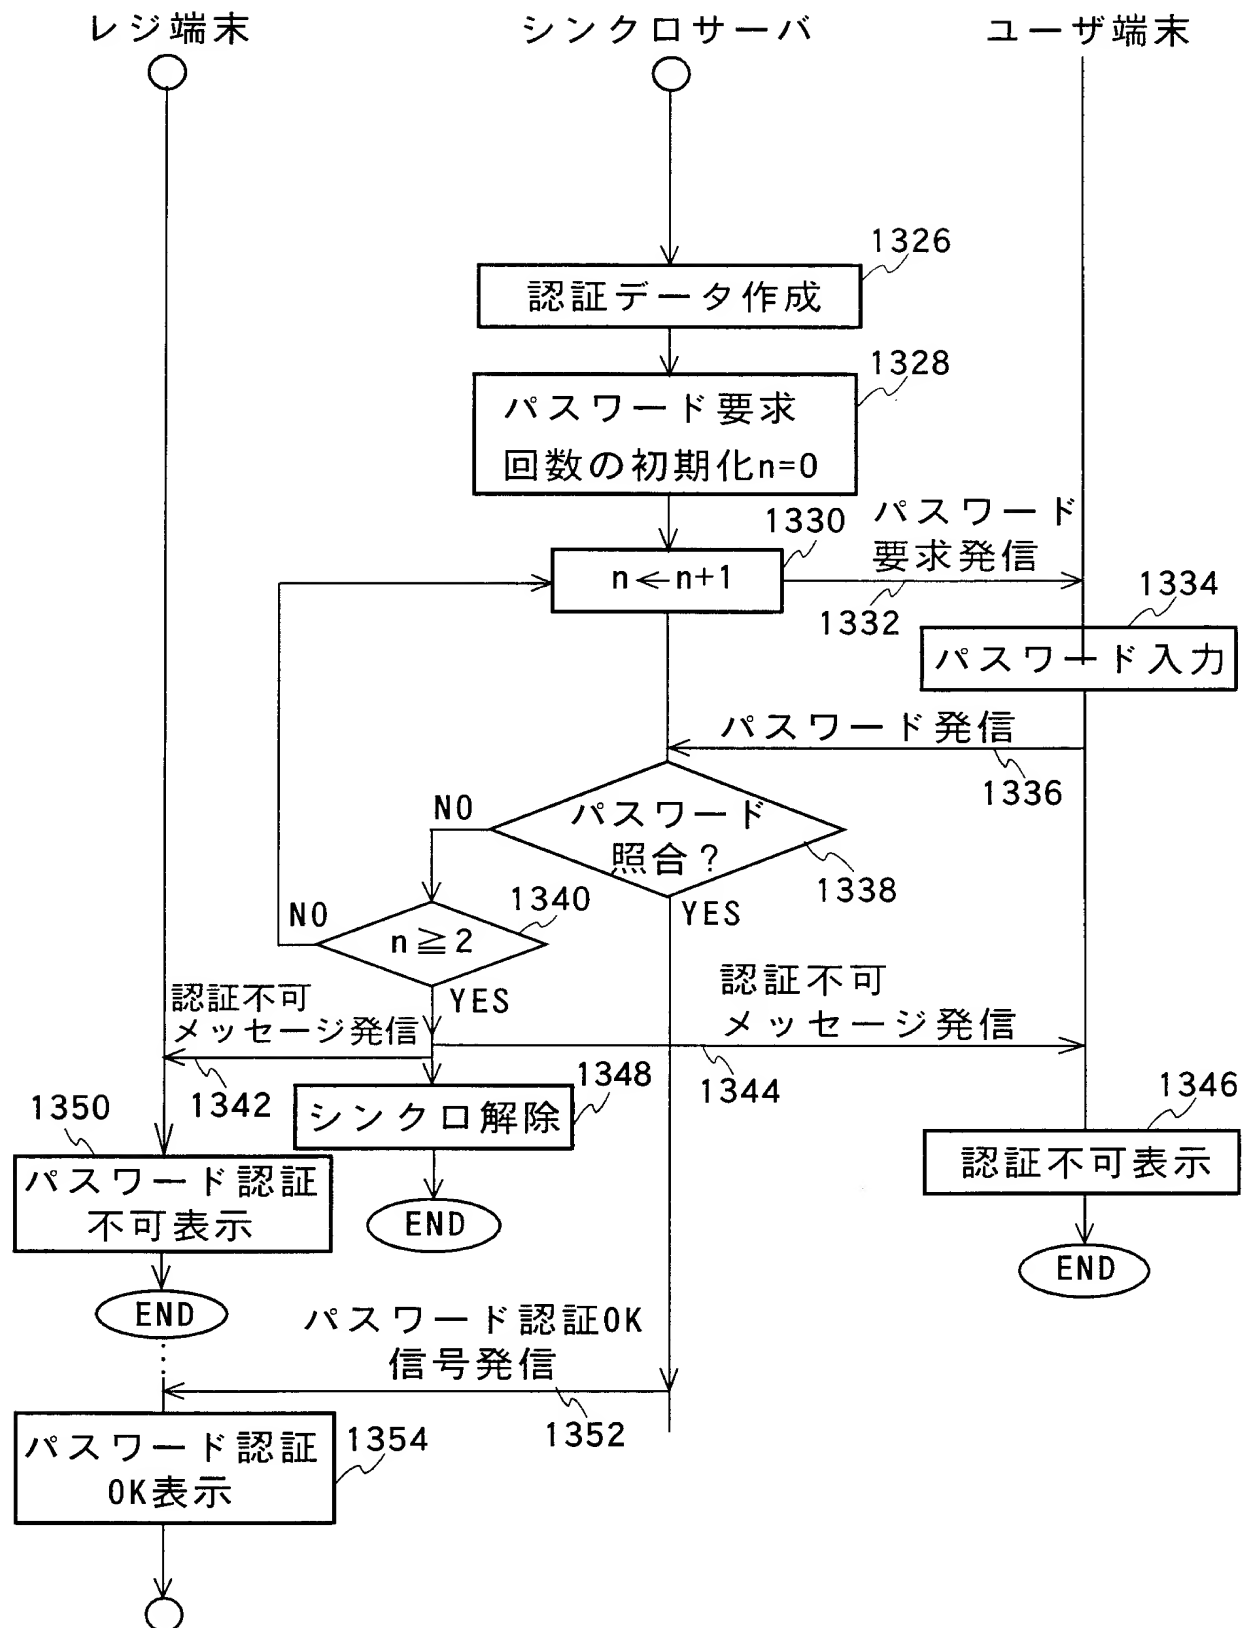 レジ端末
シンクロサーバ
ユーザ端末
1326
認証データ作成
1328
パスワード要求
回数の初期化n=0
1330
パスワード
要求発信
n←n+1
1332
1334
パスワード入力
パスワード発信
1336
NO
パスワード
照合?
1338
1340
NO
YES
n≧2
認証不可
メッセージ発信
YES
認証不可
メッセージ発信
1342
1344
1348
シンクロ解除
1346
認証不可表示
1350
パスワード認証
不可表示
END
END
END
パスワード認証OK
信号発信
1352
パスワード認証
OK表示
1354